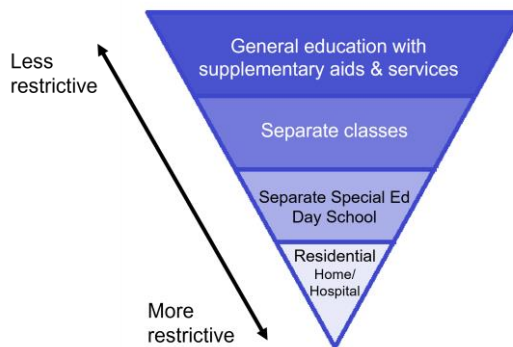 General education with
supplementary aids & services
Less
restrictive
Separate classes
Separate Special Ed
Day School
Residential
Home/
Hospital
More
restrictive